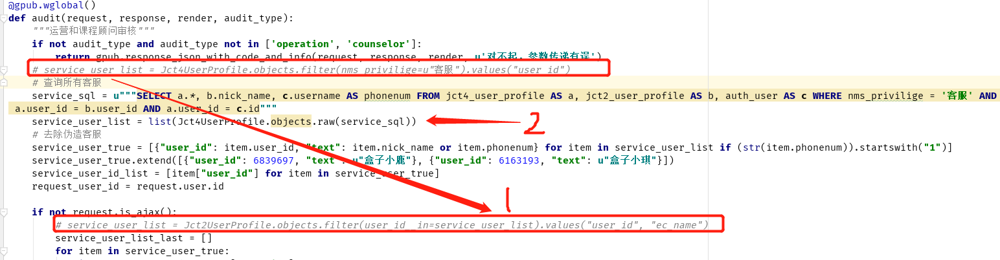 @gpub.wglobal()
def audit(request, response, render, audit_type):
"""运营和课程顾问审核"""
if not audit_type and audit_type not in ['operation', 'counselor']:
return gpub.response_json_with_code_and_info(request, response, render, u'对不起，参数传递有误')
# service_user_list = Jct4UserProfile.objects.filter(nms_privilige=u"客服").values("user_id")
# 查询所有客服
service_sql = u"""SELECT a.*, b.nick_name, c.username AS phonenum FROM jct4_user_profile AS a, jct2_user_profile AS b, auth_user AS c WHERE nms_privilige = '客服' AND
a.user_id = b.user_id AND a.user_id = c.id"""
service_user_list = list(Jct4UserProfile.objects.raw(service_sql))
2
# 去除伪造客服
service_user_true = [{"user_id": item.user_id, "text": item.nick_name or item.phonenum} for item in service_user_list if (str(item.phonenum)).startswith("1")]
service_user_true.extend([{"user_id": 6839697, "text": u"盒子小鹿"}, {"user_id": 6163193, "text": u"盒子小琪"}])
service_user_id_list = [item["user_id"] for item in service_user_true]
request_user_id = request.user.id
1
if not request.is_ajax():
# service_user_list = Jct2UserProfile.objects.filter(user_id__in=service_user_list).values("user_id", "ec_name")
service_user_list_last = []
for item in service_user_true: